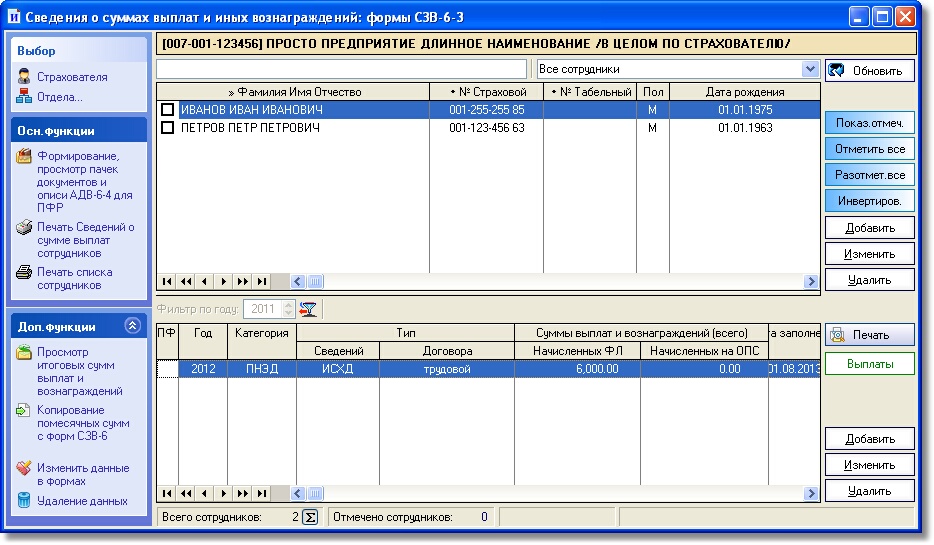 Сведения о суммах выплат и иных вознаграждений: формы СЗВ-6-3
Выбор
Страхователя
Отдела...
Осн.функции
Формирование,
просмотр пачек
документов и
описи АДВ-6-4 для
ПФР
Печать Сведений о
сумме выплат
сотрудников
Печать списка
сотрудников
Доп.функции
Просмотр
итоговых сумм
выплат и
вознаграждений
Копирование
помесячных сумм
с форм СЗВ-6
Изменить данные
в формах
Удаление данных
[007-001-123456] ПРОСТО ПРЕДПРИЯТИЕ ДЛИННОЕ НАИМЕНОВАНИЕ /В ЦЕЛОМ ПО СТРАХОВАТЕЛЮ/
Все сотрудники
Обновить
» Фамилия Имя Отчество № Страховой № Табельный Пол Дата рождения
ИВАНОВ ИВАН ИВАНОВИЧ 001-255-255 85 М 01.01.1975
ПЕТРОВ ПЕТР ПЕТРОВИЧ 001-123-456 63 М 01.01.1963
Показ.отмеч.
Отметить все
Разотмет.все
Инвертиров.
Добавить
Изменить
Удалить
Фильтр по году: 2011
ПФ Год Категория Тип Суммы выплат и вознаграждений (всего) а заполне
Сведений Договора Начисленных ФЛ Начисленных на ОПС
2012 ПНЭД ИСХД трудовой 6,000.00 0.00 01.08.2013
Печать
Выплаты
Добавить
Изменить
Удалить
Всего сотрудников: 2 Σ Отмечено сотрудников: 0